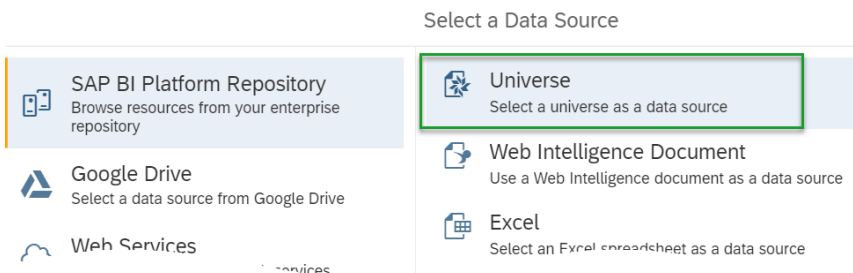 Select a Data Source
SAP BI Platform Repository
Browse resources from your enterprise
repository
Google Drive
Select a data source from Google Drive
Web Services
services
Universe
Select a universe as a data source
Web Intelligence Document
Use a Web Intelligence document as a data source
Excel
Select an Excel spreadsheet as a data source